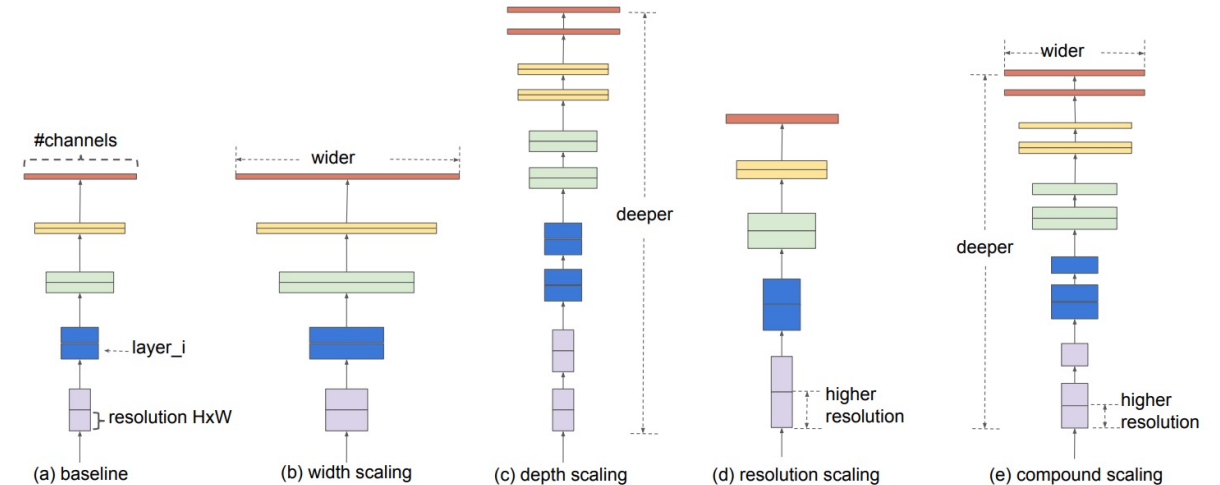 #channels
layer_i
resolution HxW
(a) baseline
wider
(b) width scaling
deeper
(c) depth scaling
higher
resolution
(d) resolution scaling
wider
deeper
higher
resolution
(e) compound scaling